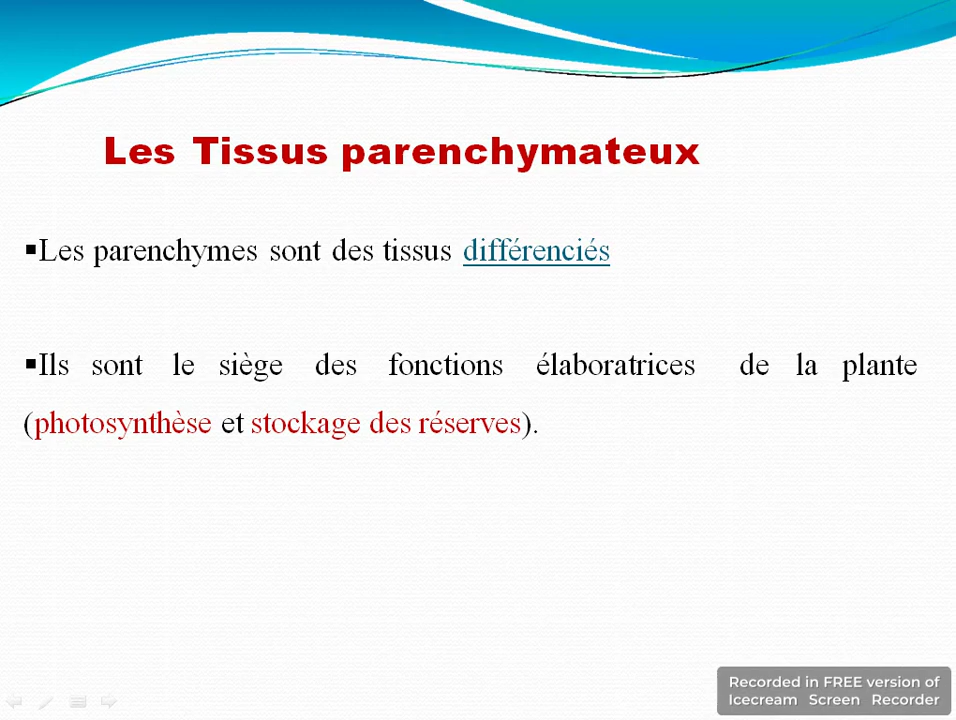 Les Tissus parenchymateux
▪Les parenchymes sont des tissus différenciés
▪Ils sont le siège des fonctions élaboratrices de la plante
(photosynthèse et stockage des réserves).
Recorded in FREE version of
Icecream Screen Recorder